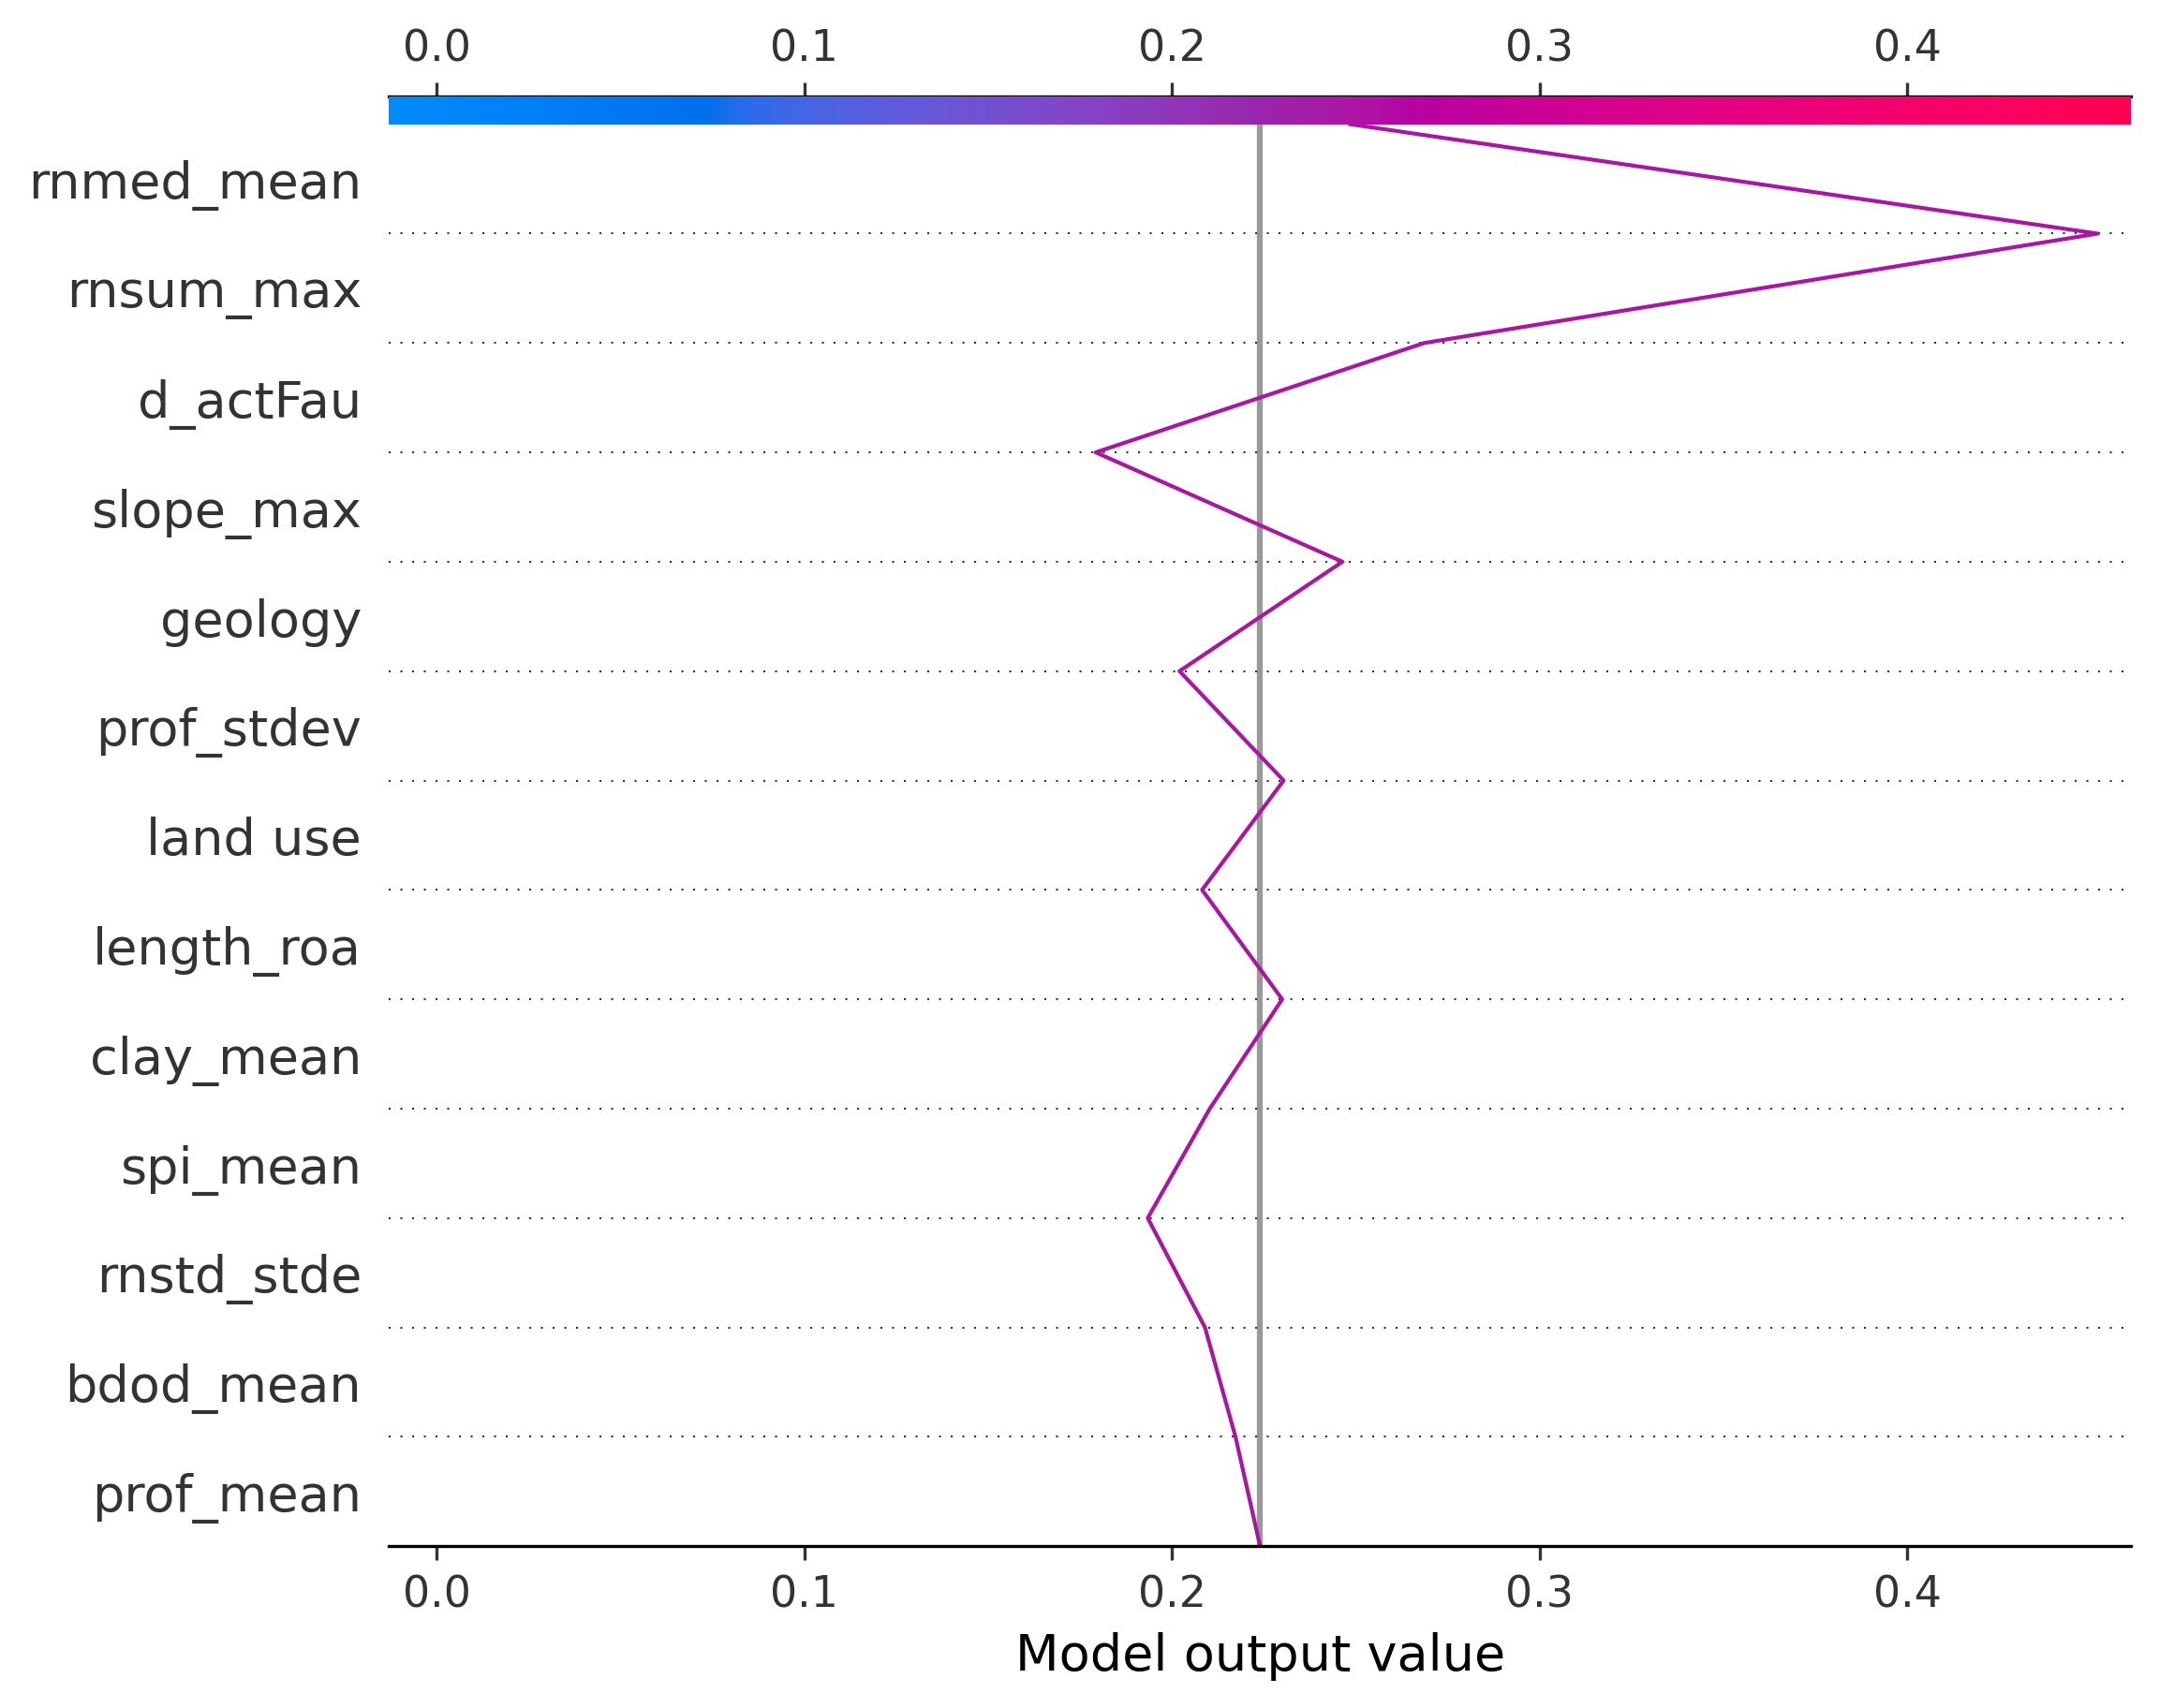 0.0 0.1 0.2 0.3 0.4
rnmed_mean
rnsum_max
d_actFau
slope_max
geology
prof_stdev
land use
length_roa
clay_mean
spi_mean
rnstd_stde
bdod_mean
prof_mean
0.0 0.1 0.2 0.3 0.4
Model output value